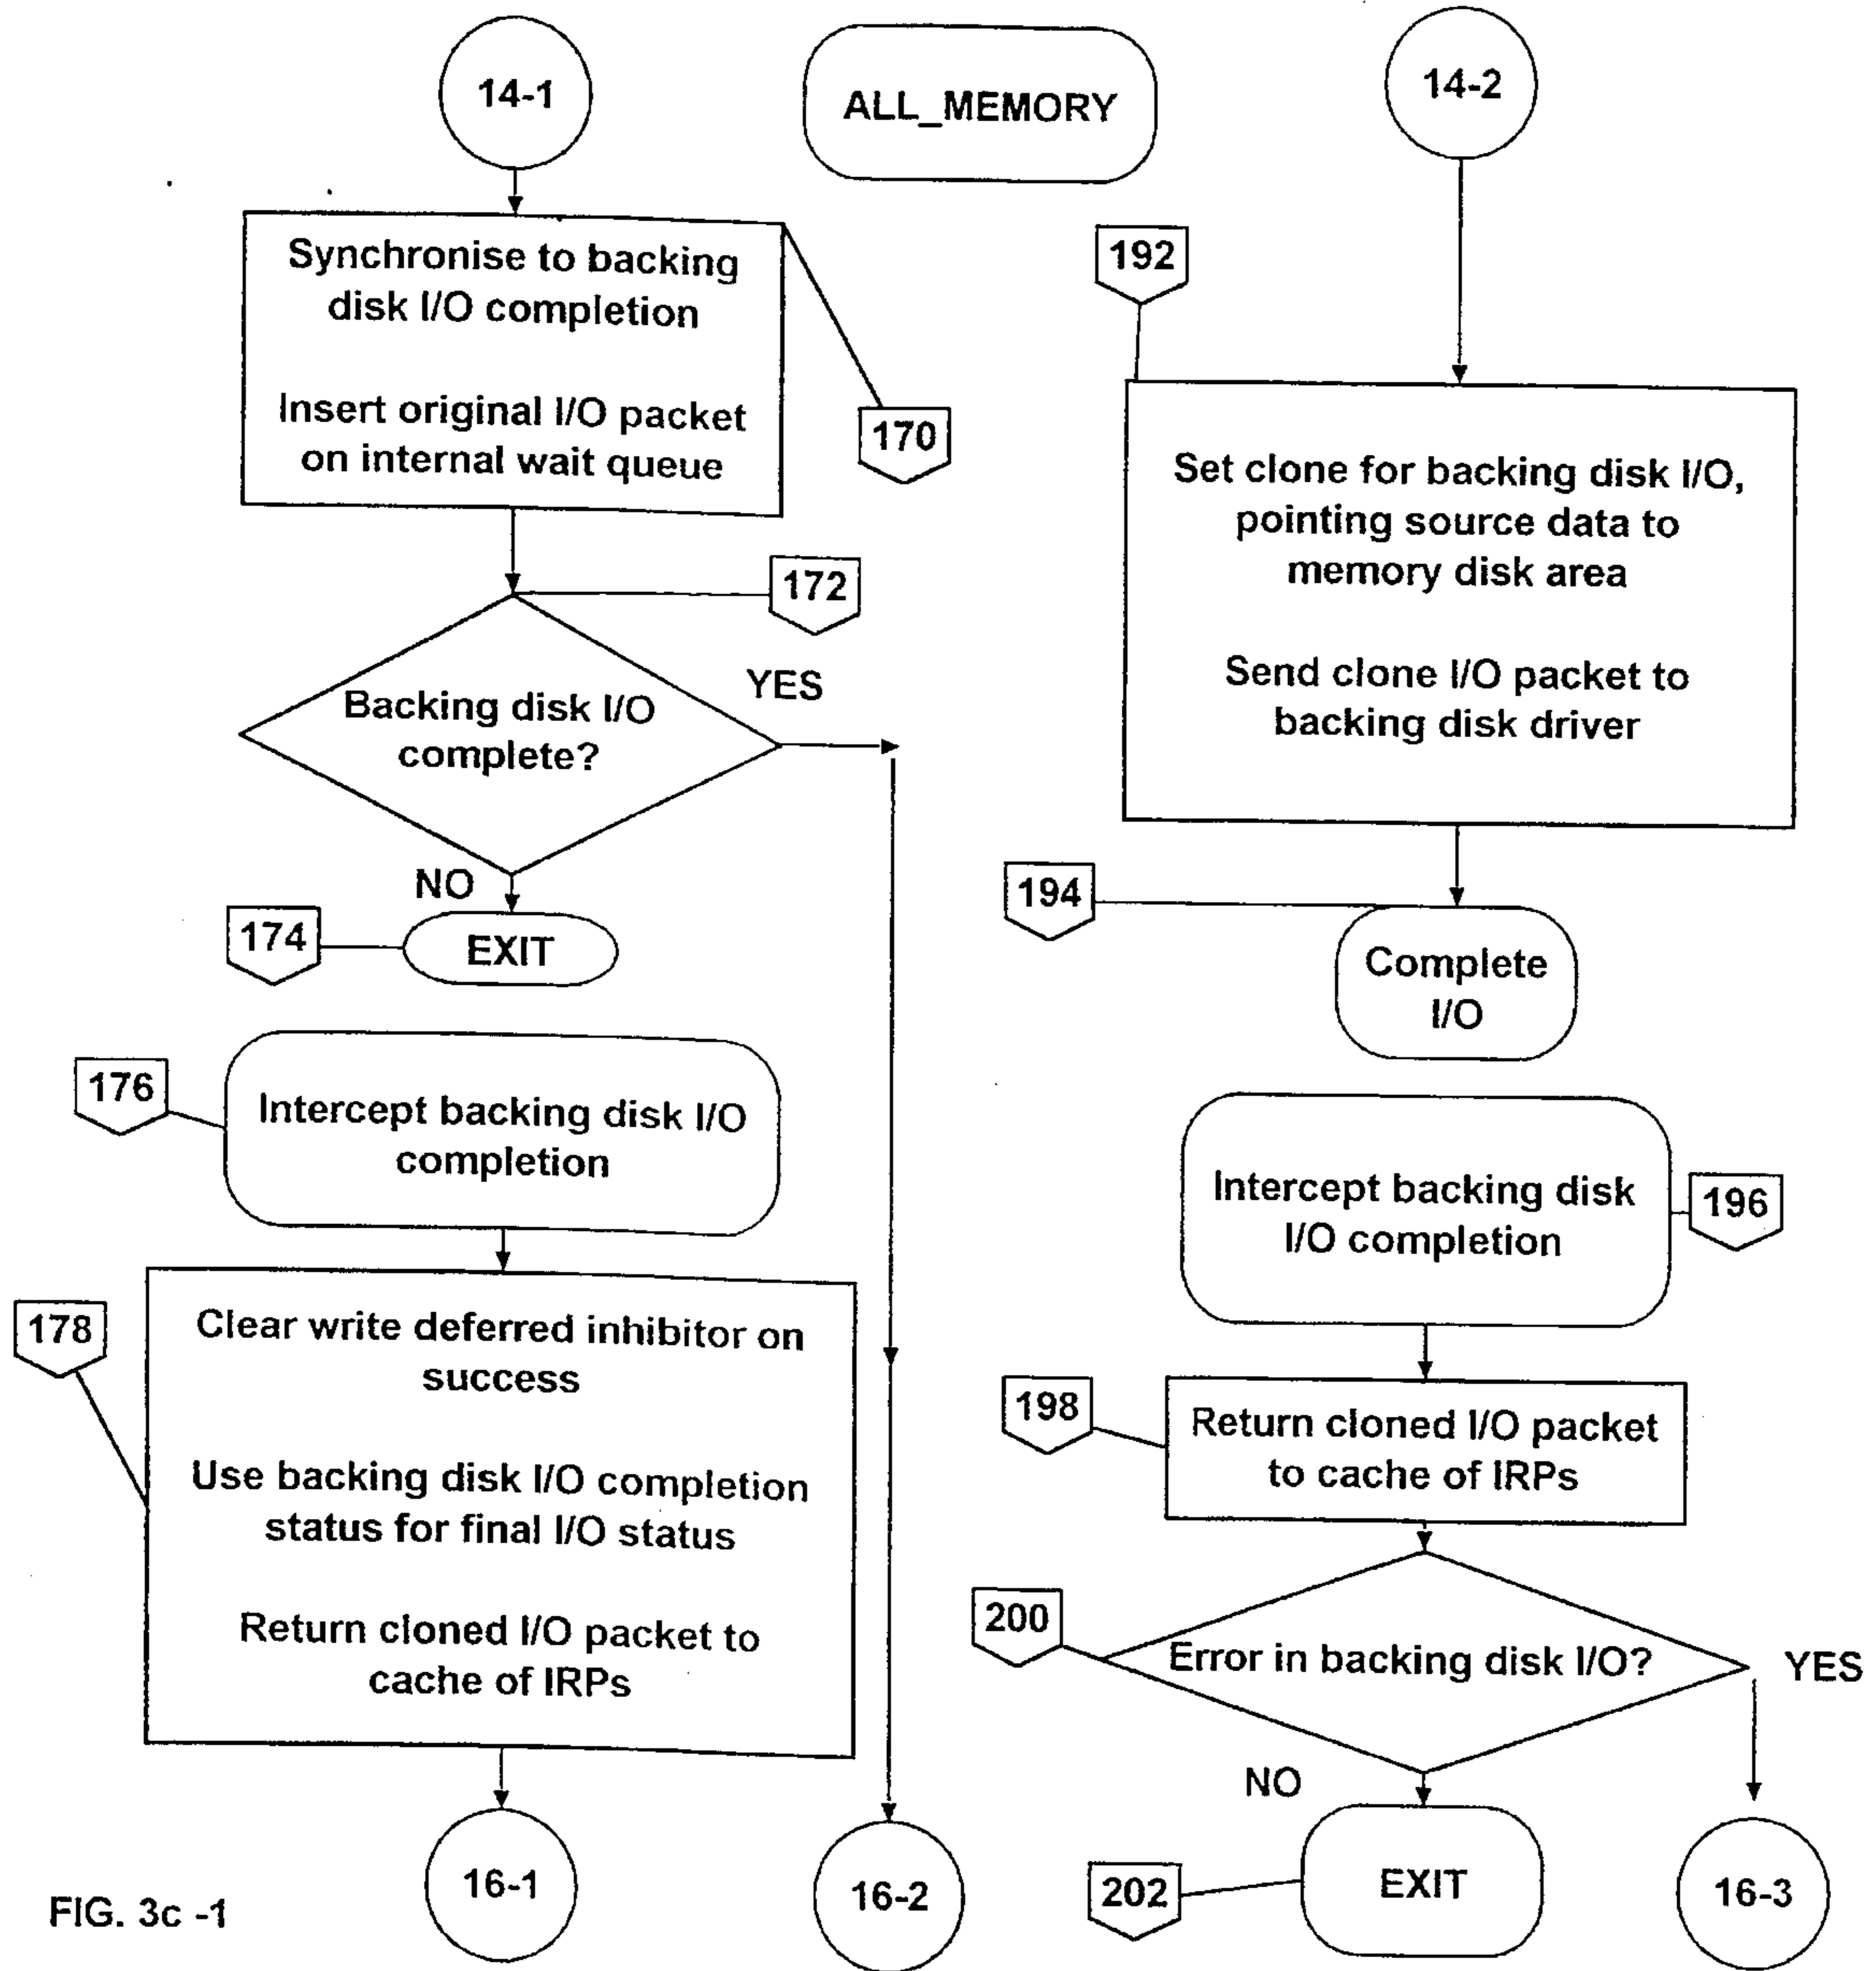 14-1
ALL_MEMORY
14-2
Synchronise to backing
disk I/O completion
Insert original I/O packet
on internal wait queue
170
172
Backing disk I/O
complete?
YES
NO
174
EXIT
176
Intercept backing disk I/O
completion
178
Clear write deferred inhibitor on
success
Use backing disk I/O completion
status for final I/O status
Return cloned I/O packet to
cache of IRPs
16-1
16-2
192
Set clone for backing disk I/O,
pointing source data to
memory disk area
Send clone I/O packet to
backing disk driver
194
Complete
I/O
Intercept backing disk
I/O completion
196
198
Return cloned I/O packet
to cache of IRPs
200
Error in backing disk I/O?
YES
NO
202
EXIT
16-3
FIG. 3c -1